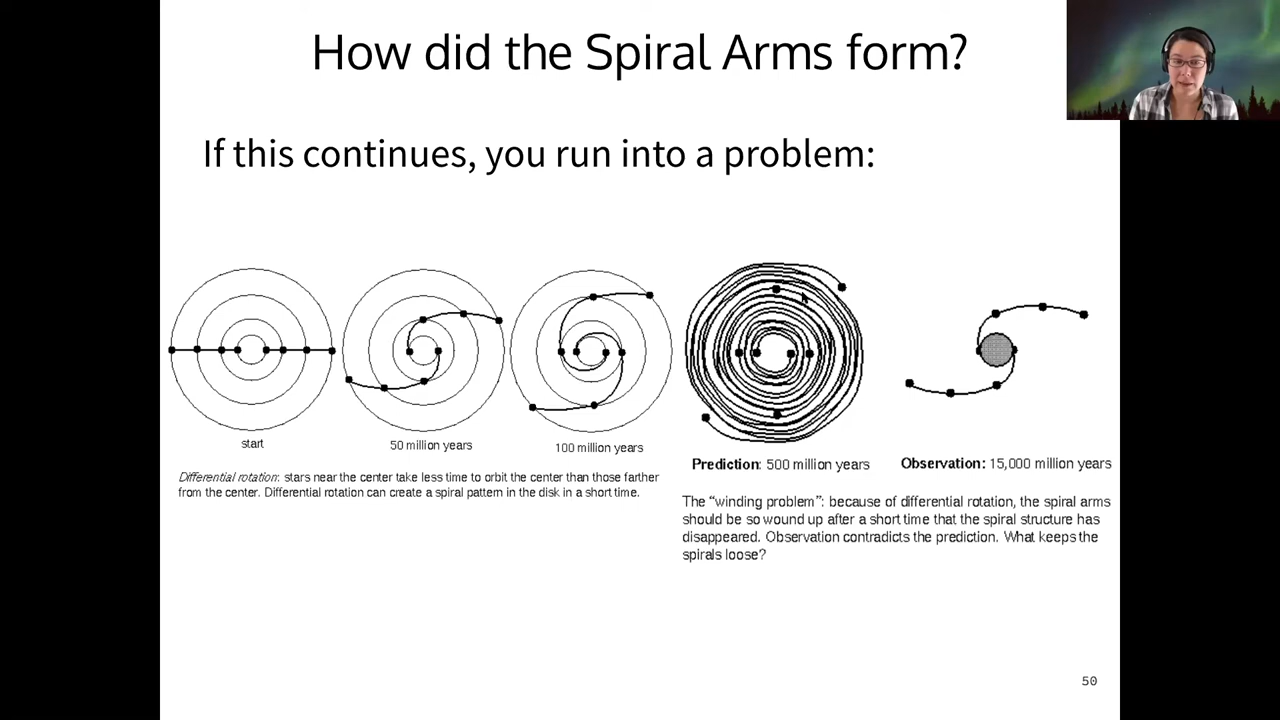 How did the Spiral Arms form?
If this continues, you run into a problem:
start
50 million years
100 million years
Prediction: 500 million years
Observation: 15,000 million years
Differential rotation: stars near the center take less time to orbit the center than those farther
from the center. Differential rotation can create a spiral pattern in the disk in a short time.
The “winding problem”: because of differential rotation, the spiral arms
should be so wound up after a short time that the spiral structure has
disappeared. Observation contradicts the prediction. What keeps the
spirals loose?
50